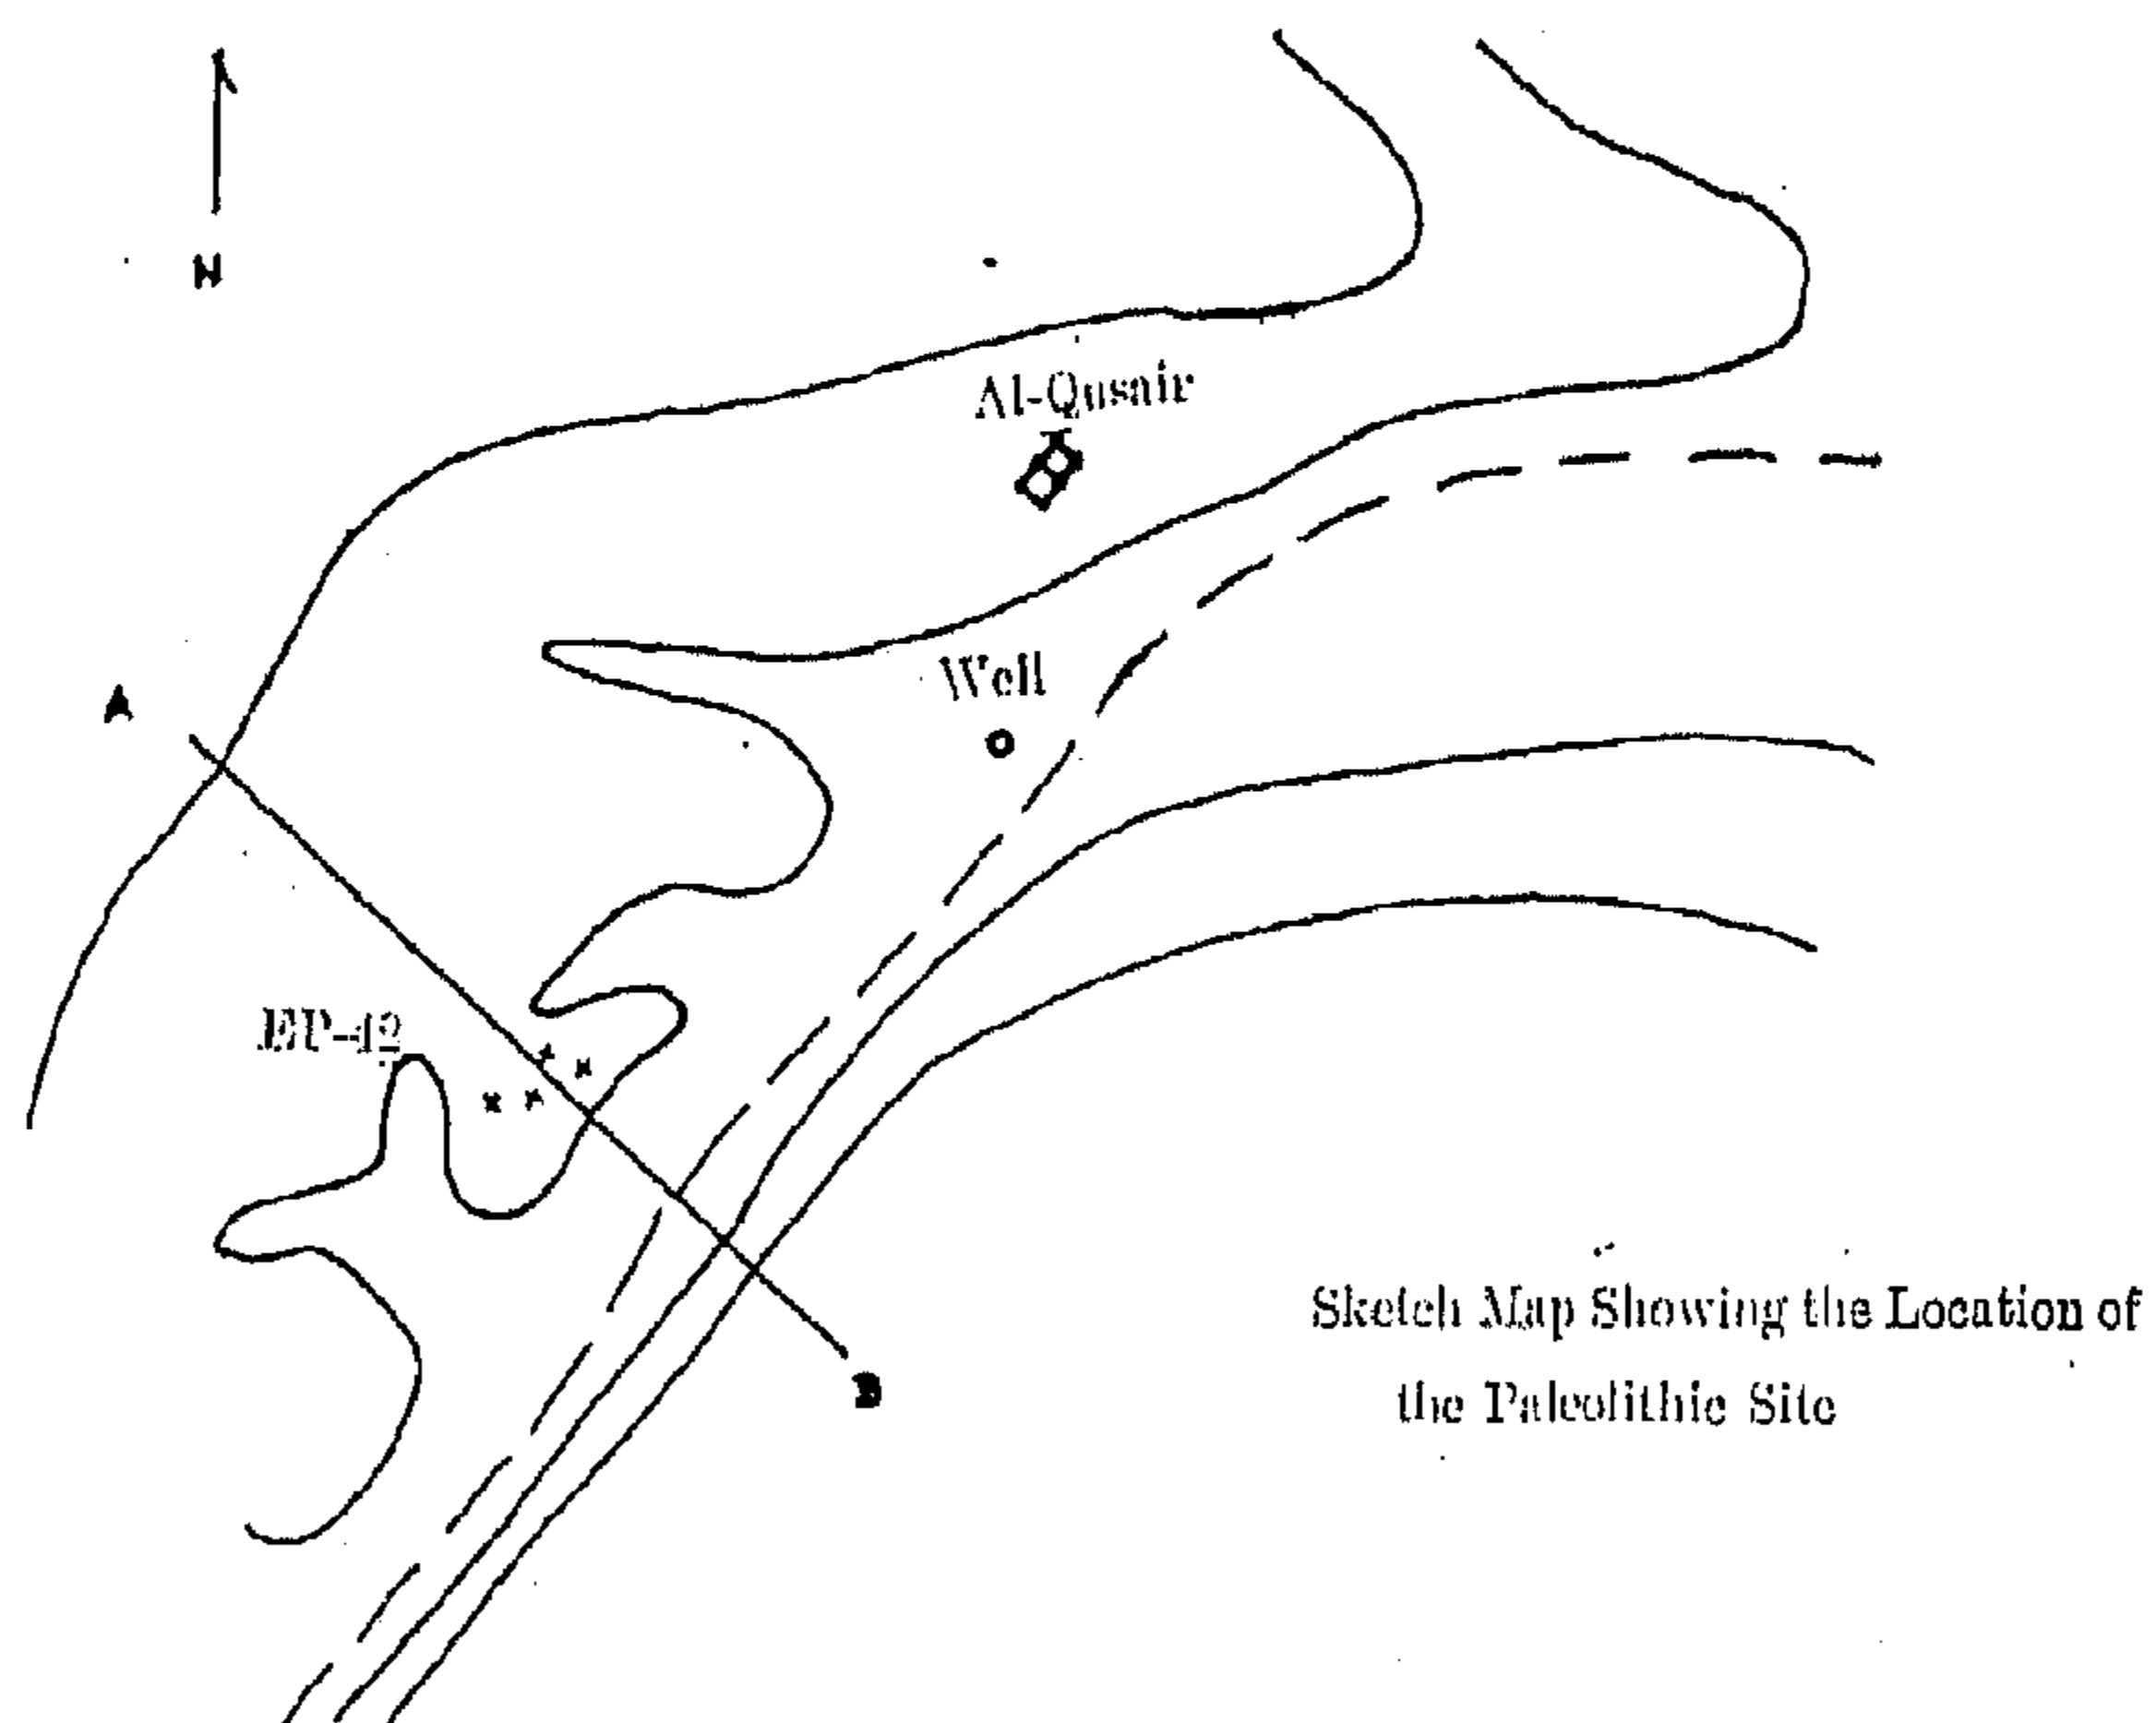 N
Al-Qusair
Well
A
EP-42
B
Sketch Map Showing the Location of
the Paleolithic Site